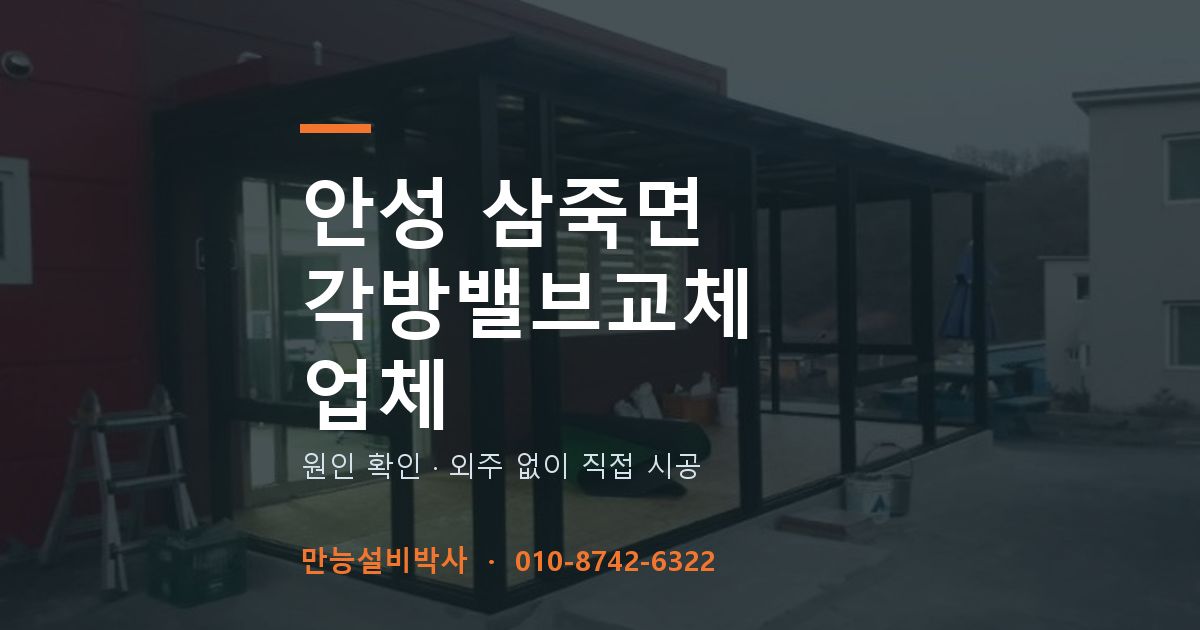 안성 삼죽면
각방밸브교체
업체
원인 확인 · 외주 없이 직접 시공
만능설비박사 · 010-8742-6322